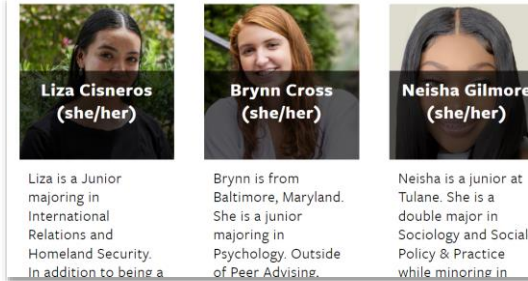 Liza Cisneros
(she/her)
Liza is a Junior
majoring in
International
Relations and
Homeland Security.
In addition to being a
Brynn Cross
(she/her)
Brynn is from
Baltimore, Maryland.
She is a junior
majoring in
Psychology. Outside
of Peer Advising,
Neisha Gilmore
(she/her)
Neisha is a junior at
Tulane. She is a
double major in
Sociology and Social
Policy & Practice
while minoring in